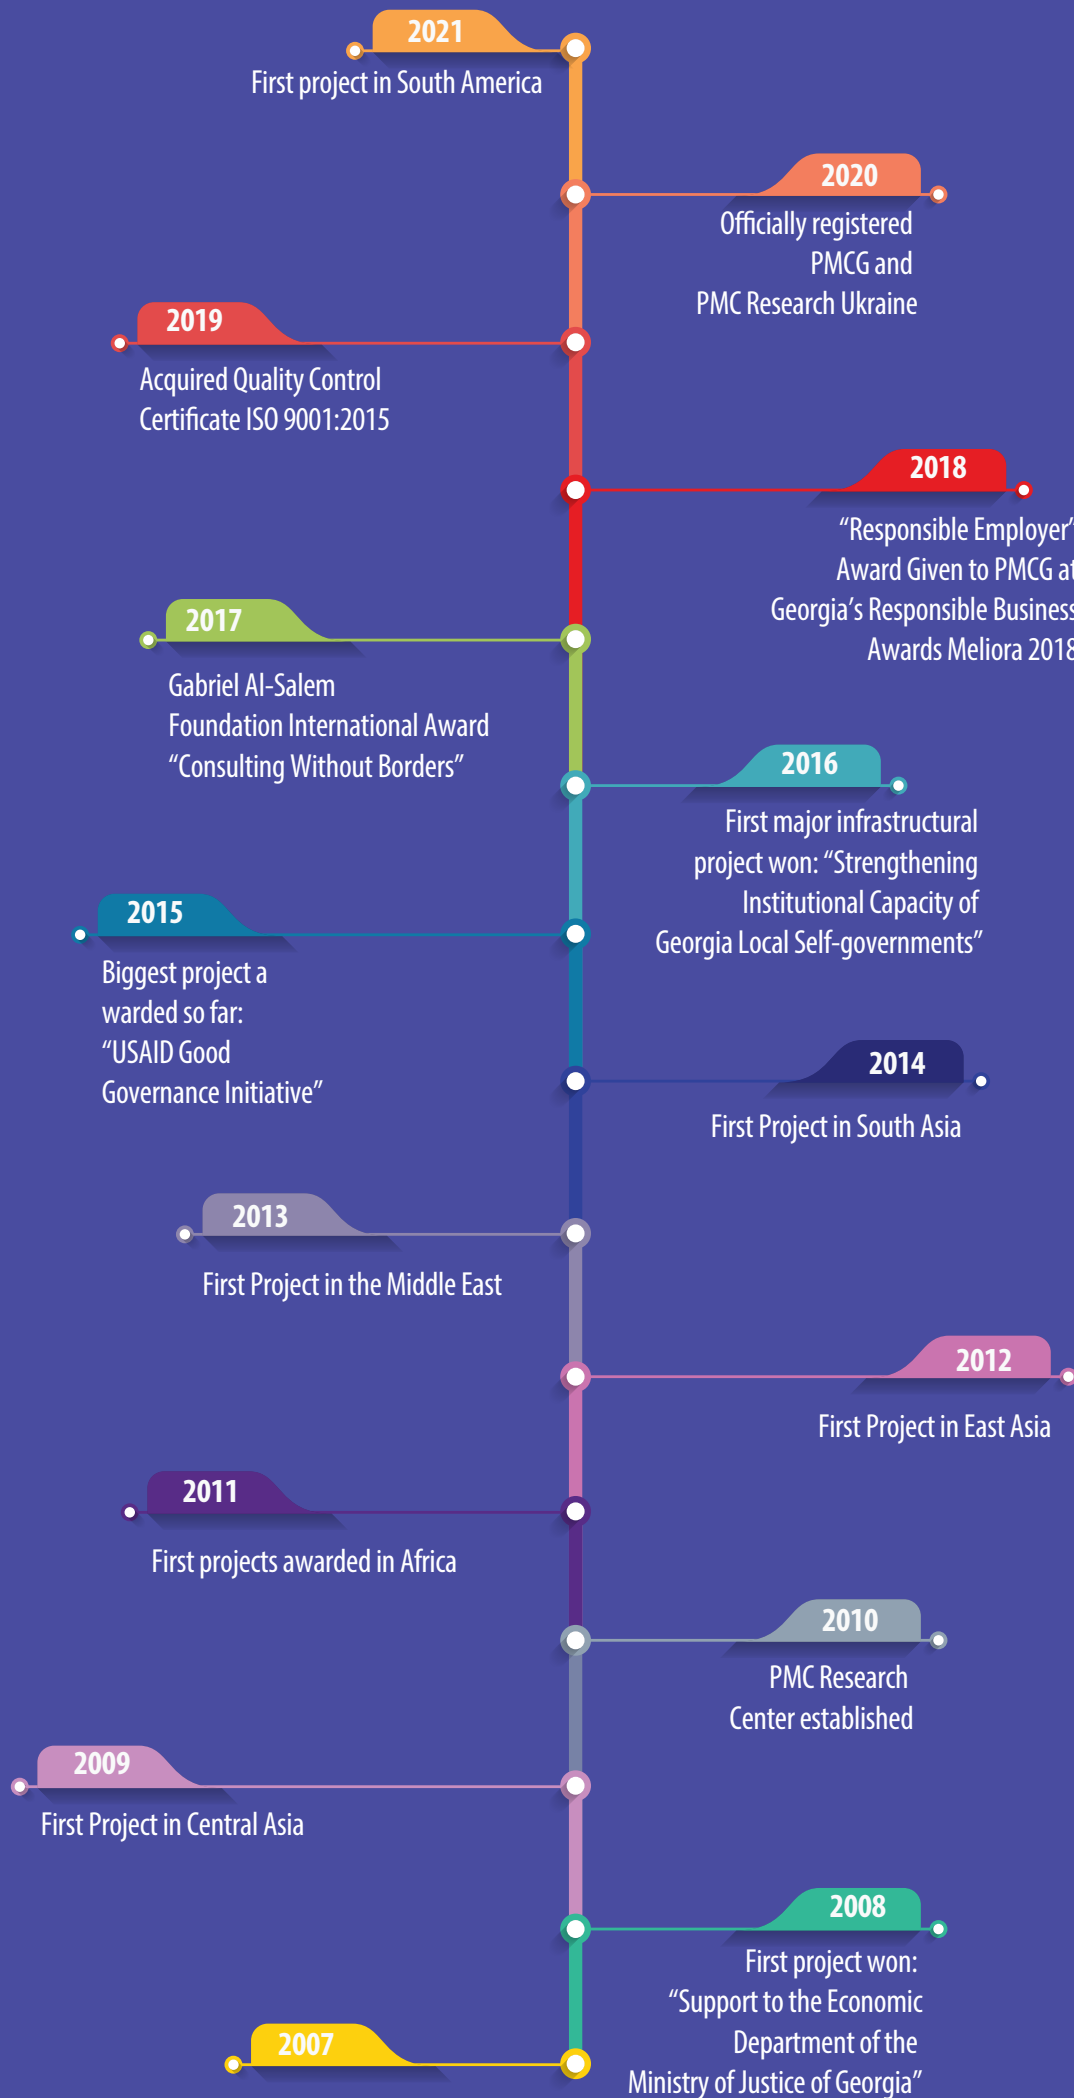 2021
First project in South America
2020
Officially registered
PMCG and
PMC Research Ukraine
2019
Acquired Quality Control
Certificate ISO 9001:2015
2018
“Responsible Employer”
Award Given to PMCG at
Georgia’s Responsible Business
Awards Meliora 2018
2017
Gabriel Al-Salem
Foundation International Award
“Consulting Without Borders”
2016
First major infrastructural
project won: “Strengthening
Institutional Capacity of
Georgia Local Self-governments”
2015
Biggest project a
warded so far:
“USAID Good
Governance Initiative”
2014
First Project in South Asia
2013
First Project in the Middle East
2012
First Project in East Asia
2011
First projects awarded in Africa
2010
PMC Research
Center established
2009
First Project in Central Asia
2008
First project won:
“Support to the Economic
Department of the
Ministry of Justice of Georgia”
2007